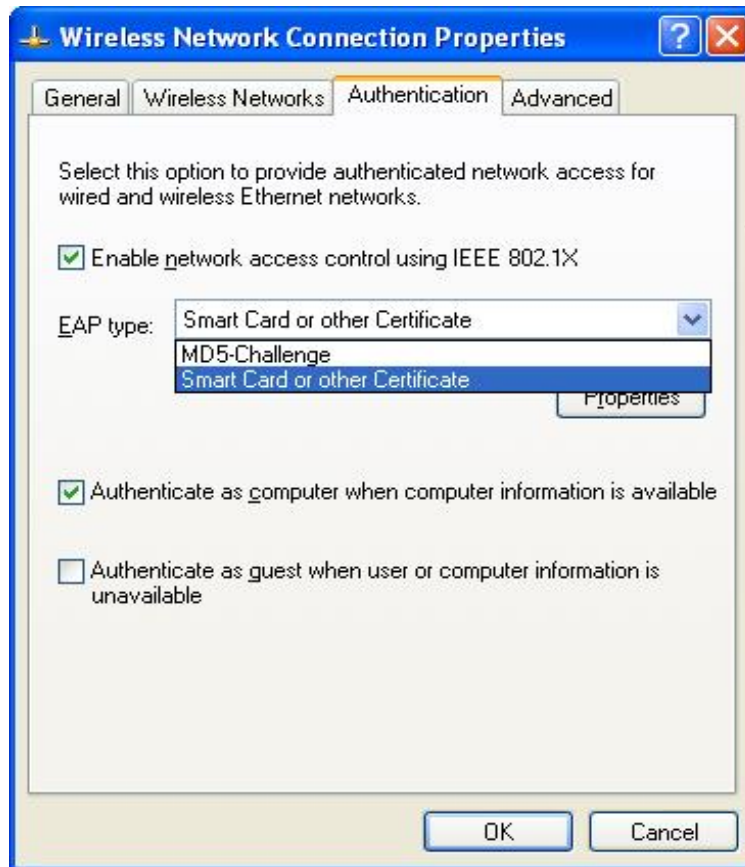 Wireless Network Connection Properties
General Wireless Networks Authentication Advanced
Select this option to provide authenticated network access for
wired and wireless Ethernet networks.
Enable network access control using IEEE 802.1X
EAP type: Smart Card or other Certificate
MD5-Challenge
Smart Card or other Certificate
Properties
Authenticate as computer when computer information is available
Authenticate as guest when user or computer information is
unavailable
OK Cancel